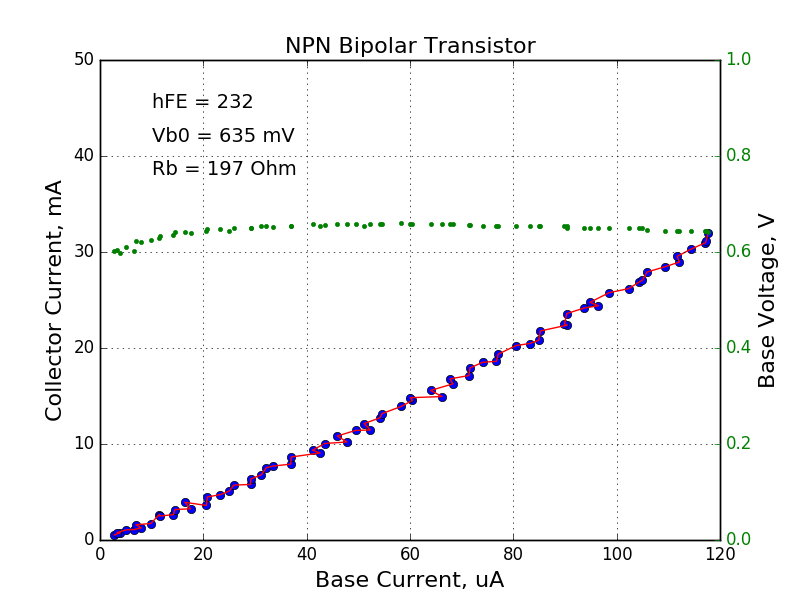 NPN Bipolar Transistor
hFE = 232
Vb0 = 635 mV
Rb = 197 Ohm
50
40
30
20
10
0
Collector Current, mA
1.0
0.8
0.6
0.4
0.2
0.0
Base Voltage, V
0 20 40 60 80 100 120
Base Current, uA